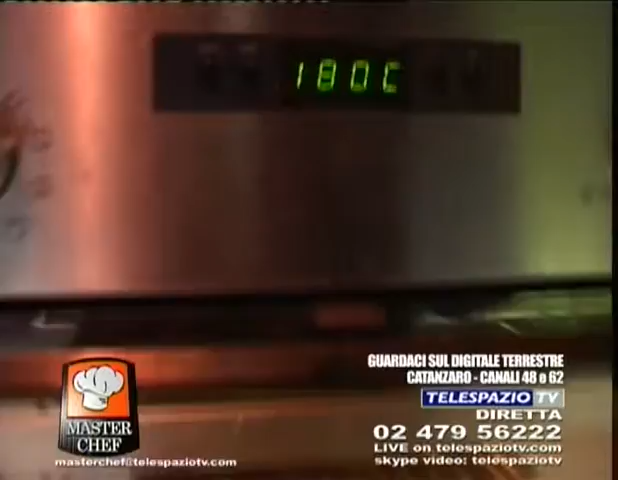 180C
GUARDACI SUL DIGITALE TERRESTRE
CATANZARO - CANALI 48 e 62
TELESPAZIO TV
DIRETTA
02 479 56222
LIVE on telespaziotv.com
skype video: telespaziotv
MASTER
CHEF
masterchef@telespaziotv.com